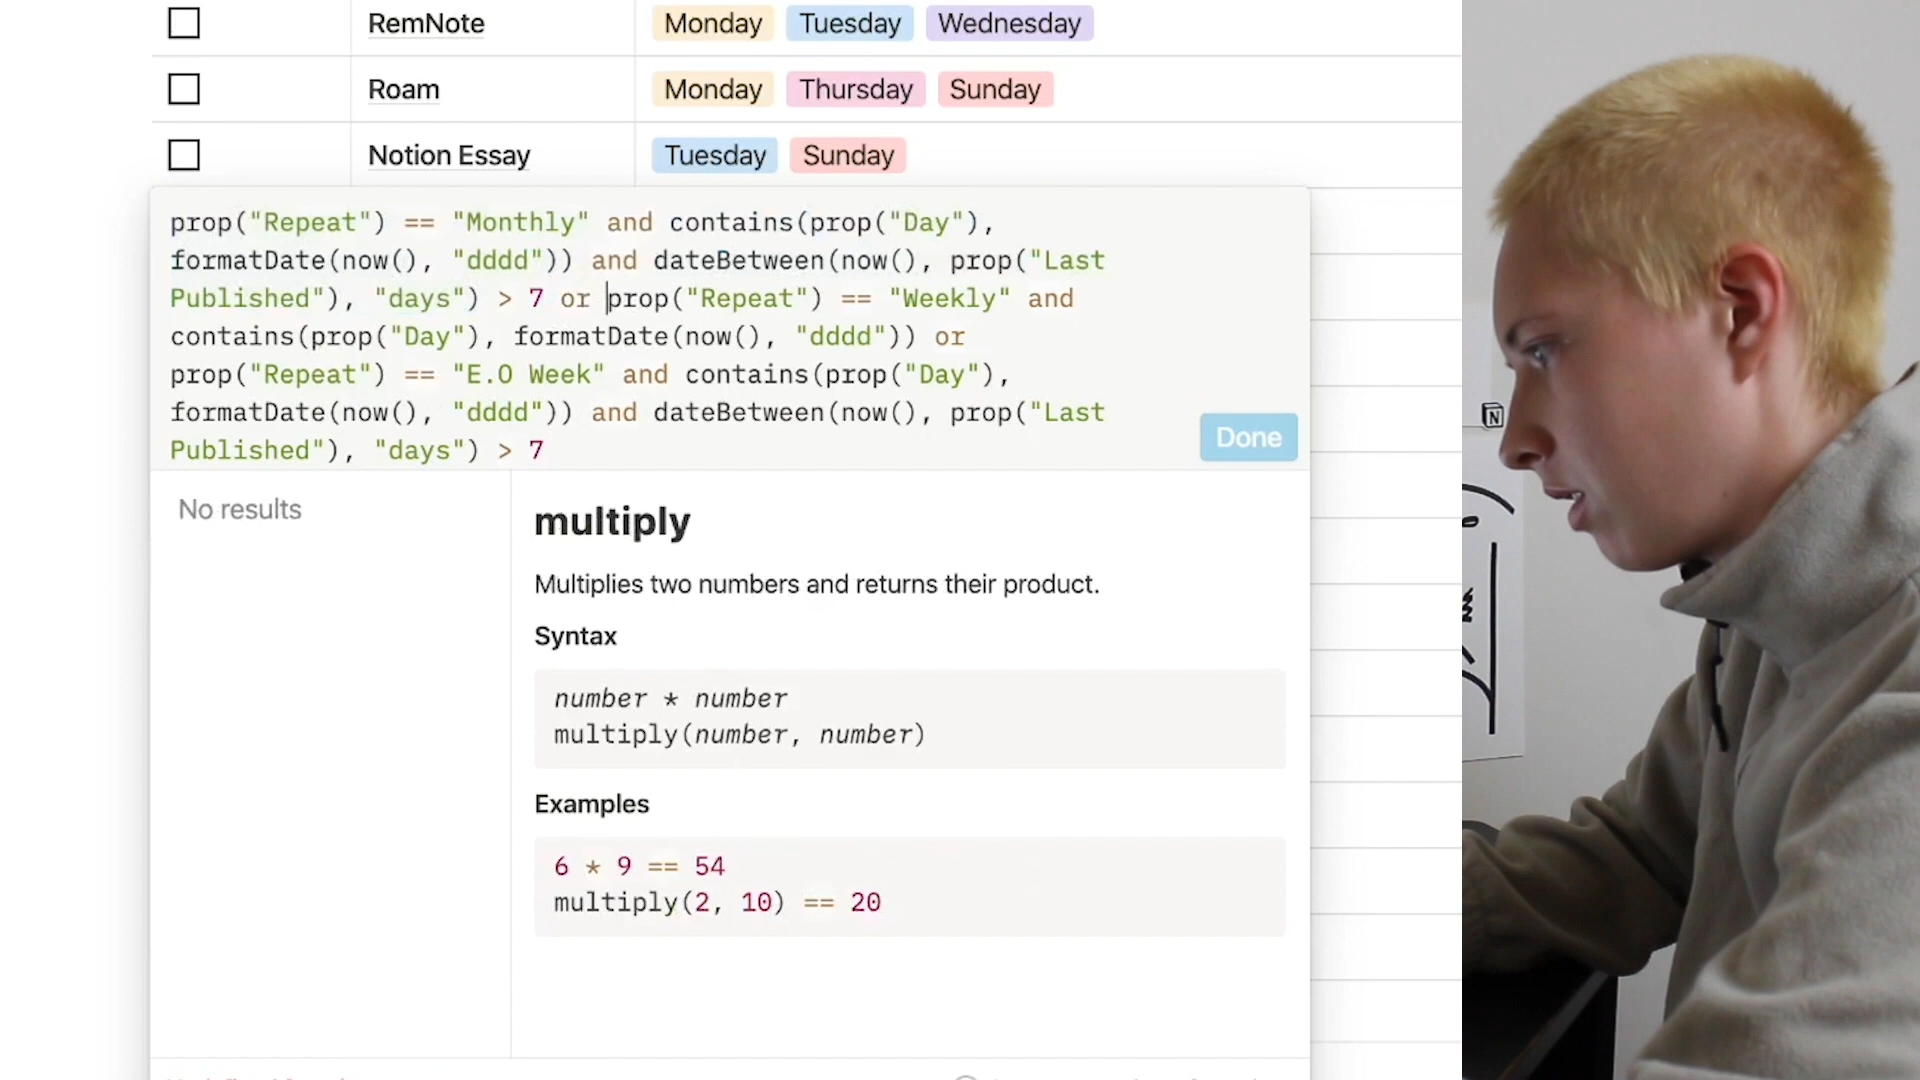 RemNote Monday Tuesday Wednesday
Roam Monday Thursday Sunday
Notion Essay Tuesday Sunday
prop("Repeat") == "Monthly" and contains(prop("Day"),
formatDate(now(), "dddd")) and dateBetween(now(), prop("Last
Published"), "days") > 7 or prop("Repeat") == "Weekly" and
contains(prop("Day"), formatDate(now(), "dddd")) or
prop("Repeat") == "E.O Week" and contains(prop("Day"),
formatDate(now(), "dddd")) and dateBetween(now(), prop("Last
Published"), "days") > 7
Done
No results
multiply
Multiplies two numbers and returns their product.
Syntax
number * number
multiply(number, number)
Examples
6 * 9 == 54
multiply(2, 10) == 20
N